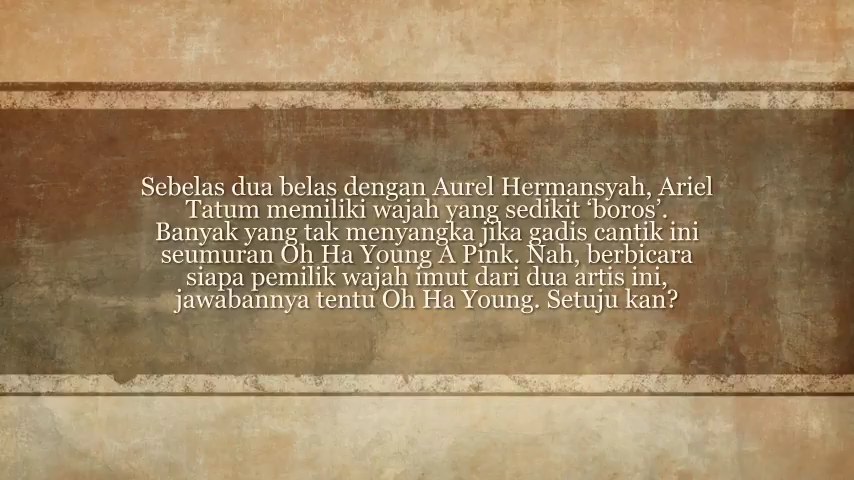 Sebelas dua belas dengan Aurel Hermansyah, Ariel
Tatum memiliki wajah yang sedikit ‘boros’.
Banyak yang tak menyangka jika gadis cantik ini
seumuran Oh Ha Young A Pink. Nah, berbicara
siapa pemilik wajah imut dari dua artis ini,
jawabannya tentu Oh Ha Young. Setuju kan?